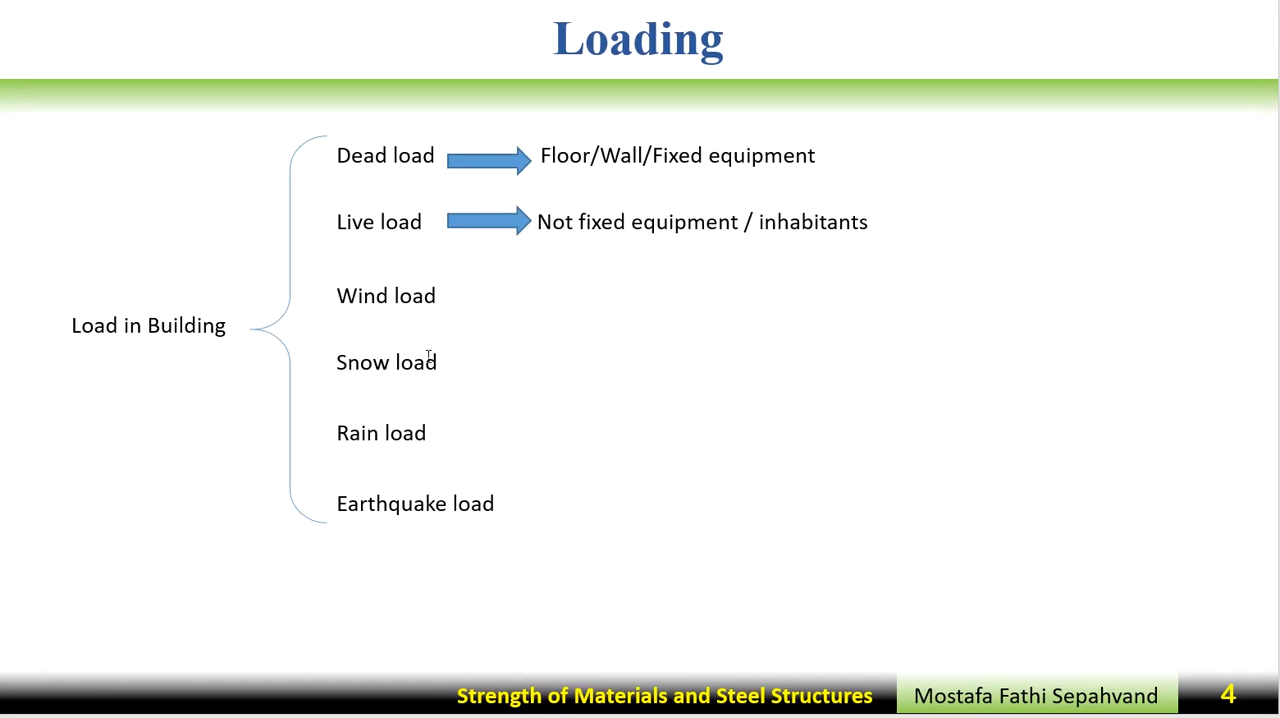 Loading
Dead load
Floor/Wall/Fixed equipment
Live load
Not fixed equipment / inhabitants
Wind load
Load in Building
Snow load
Rain load
Earthquake load
Strength of Materials and Steel Structures
Mostafa Fathi Sepahvand
4